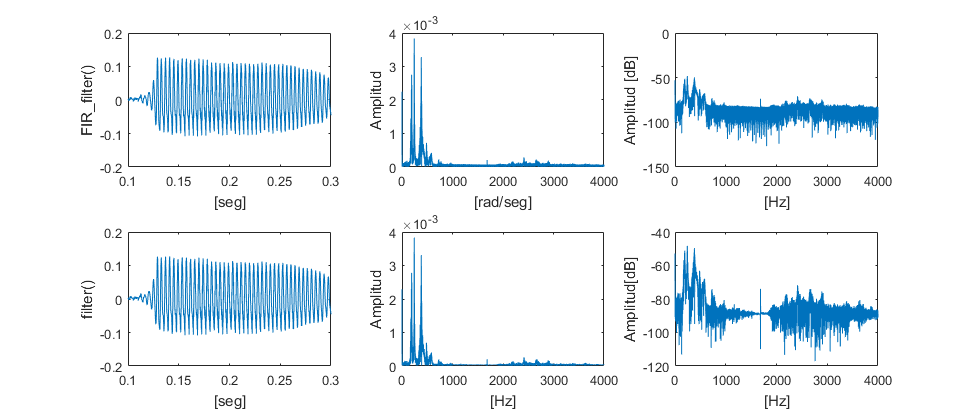 0.2
0.1
0
-0.1
-0.2
FIR_filter()
0.1 0.15 0.2 0.25 0.3
[seg]
×10-3
4
3
2
1
0
Amplitud
0 1000 2000 3000 4000
[rad/seg]
0
-50
-100
-150
Amplitud [dB]
0 1000 2000 3000 4000
[Hz]
0.2
0.1
0
-0.1
-0.2
filter()
0.1 0.15 0.2 0.25 0.3
[seg]
×10-3
4
3
2
1
0
Amplitud
0 1000 2000 3000 4000
[Hz]
-40
-60
-80
-100
-120
Amplitud[dB]
0 1000 2000 3000 4000
[Hz]